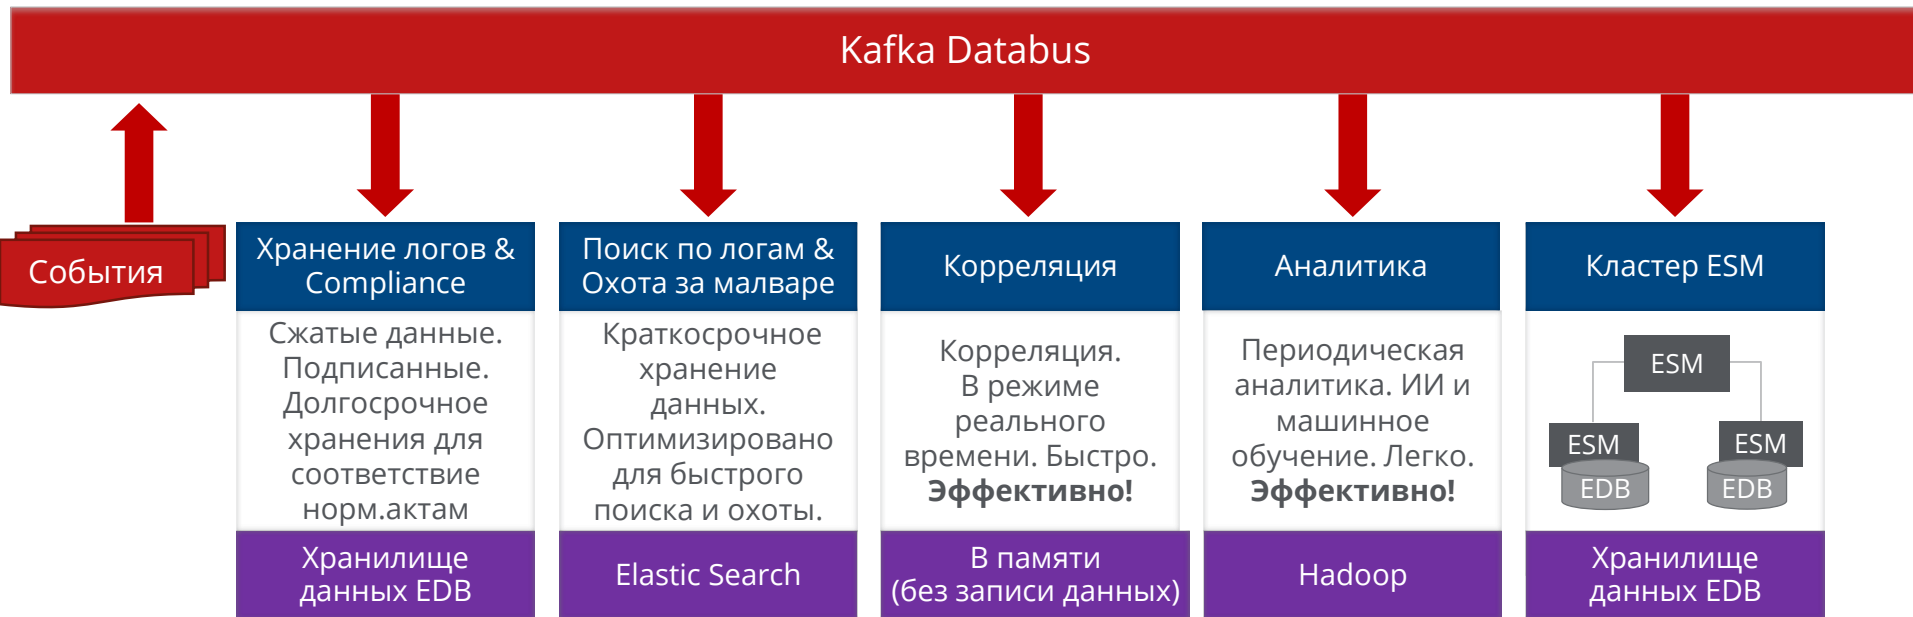 Kafka Databus
События
Хранение логов &
Compliance
Сжатые данные.
Подписанные.
Долгосрочное
хранения для
соответствие
норм.актам
Хранилище
данных EDB
Поиск по логам &
Охота за малваре
Краткосрочное
хранение
данных.
Оптимизировано
для быстрого
поиска и охоты.
Elastic Search
Корреляция
Корреляция.
В режиме
реального
времени. Быстро.
Эффективно!
В памяти
(без записи данных)
Аналитика
Периодическая
аналитика. ИИ и
машинное
обучение. Легко.
Эффективно!
Hadoop
Кластер ESM
ESM
ESM
EDB
ESM
EDB
Хранилище
данных EDB